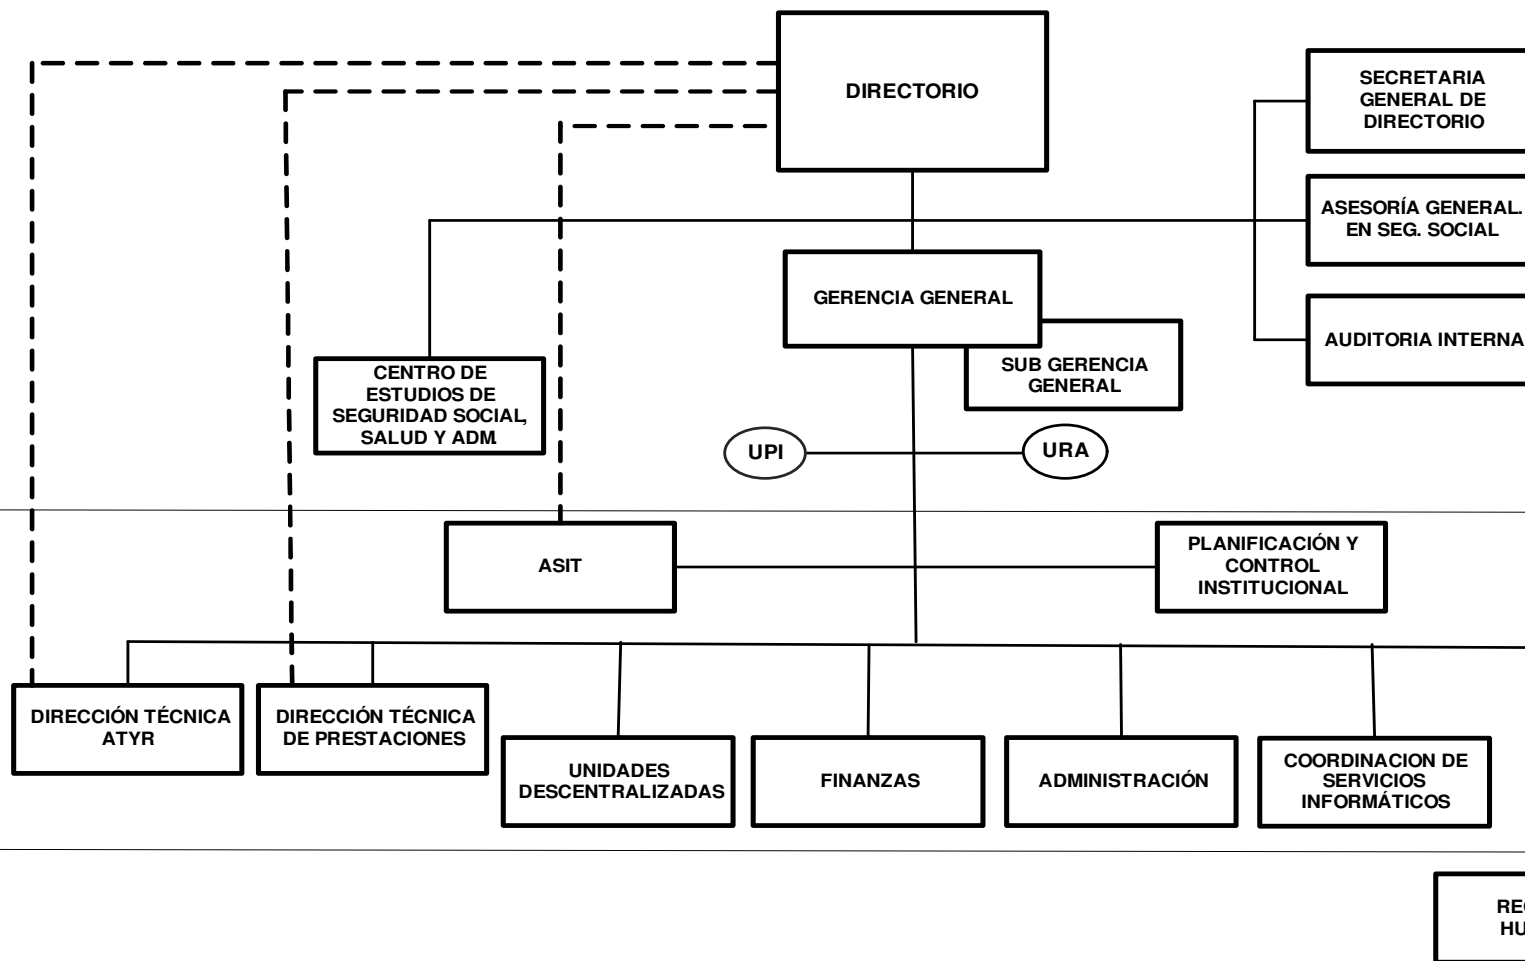 DIRECTORIO
SECRETARIA
GENERAL DE
DIRECTORIO
ASESORÍA GENERAL.
EN SEG. SOCIAL
GERENCIA GENERAL
AUDITORIA INTERNA
SUB GERENCIA
GENERAL
CENTRO DE
ESTUDIOS DE
SEGURIDAD SOCIAL,
SALUD Y ADM.
UPI
URA
ASIT
PLANIFICACIÓN Y
CONTROL
INSTITUCIONAL
DIRECCIÓN TÉCNICA
ATYR
DIRECCIÓN TÉCNICA
DE PRESTACIONES
UNIDADES
DESCENTRALIZADAS
FINANZAS
ADMINISTRACIÓN
COORDINACION DE
SERVICIOS
INFORMÁTICOS